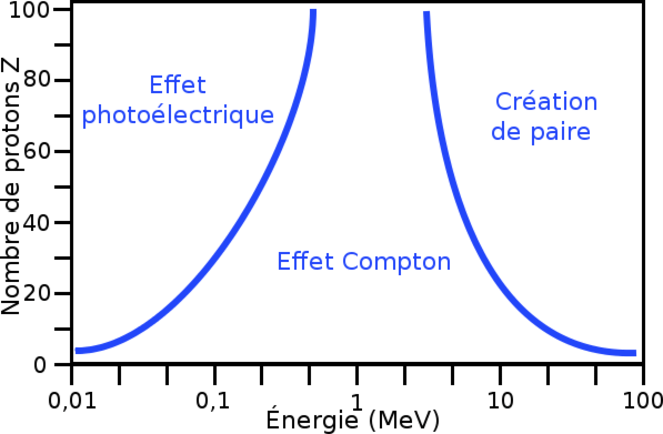 100
80
60
40
20
0
Nombre de protons Z
Effet
photoélectrique
Création
de paire
Effet Compton
0,01
0,1
1
10
100
Énergie (MeV)